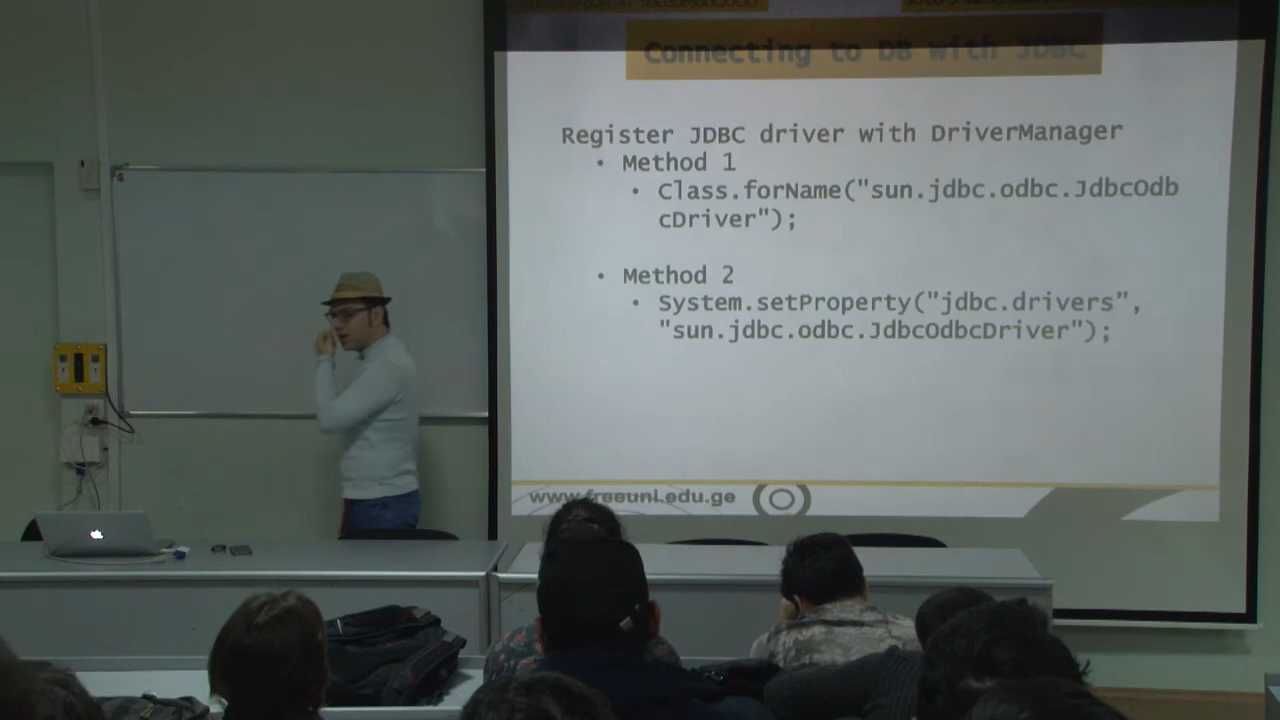 Connecting to DB with JDBC
Register JDBC driver with DriverManager
• Method 1
• Class.forName("sun.jdbc.odbc.JdbcOdb
cDriver");
• Method 2
• System.setProperty("jdbc.drivers”,
"sun.jdbc.odbc.JdbcOdbcDriver");
www.freeuni.edu.ge